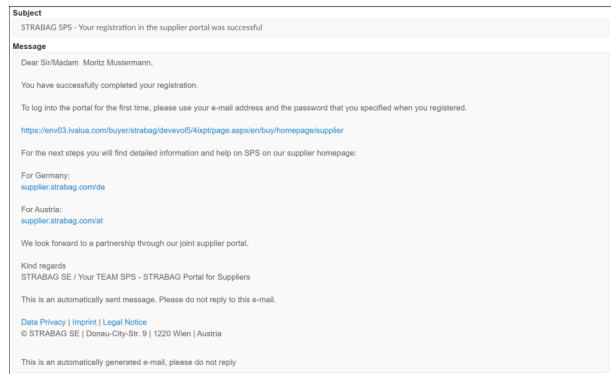 Subject
STRABAG SPS - Your registration in the supplier portal was successful
Message
Dear Sir/Madam  Moritz Mustermann,
You have successfully completed your registration.
To log into the portal for the first time, please use your e-mail address and the password that you specified when you registered.
https://env03.ivalua.com/buyer/strabag/devevol5/4ixpt/page.aspx/en/buy/homepage/supplier
For the next steps you will find detailed information and help on SPS on our supplier homepage:
For Germany:
supplier.strabag.com/de
For Austria:
supplier.strabag.com/at
We look forward to a partnership through our joint supplier portal.
Kind regards
STRABAG SE / Your TEAM SPS - STRABAG Portal for Suppliers
This is an automatically sent message. Please do not reply to this e-mail.
Data Privacy | Imprint | Legal Notice
© STRABAG SE | Donau-City-Str. 9 | 1220 Wien | Austria
This is an automatically generated e-mail, please do not reply